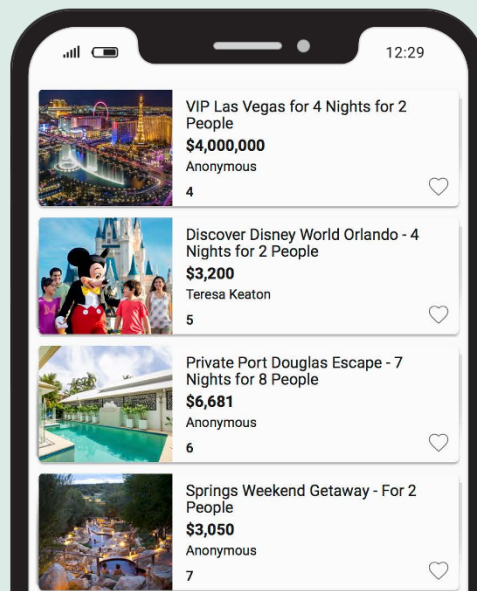 12:29
VIP Las Vegas for 4 Nights for 2
People
$4,000,000
Anonymous
4
Discover Disney World Orlando - 4
Nights for 2 People
$3,200
Teresa Keaton
5
Private Port Douglas Escape - 7
Nights for 8 People
$6,681
Anonymous
6
Springs Weekend Getaway - For 2
People
$3,050
Anonymous
7